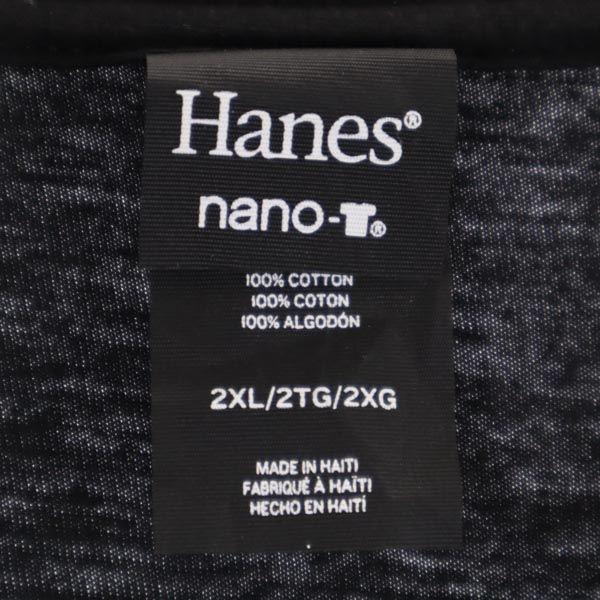 Hanes®
nano-T®
100% COTTON
100% COTON
100% ALGODÓN
2XL/2TG/2XG
MADE IN HAITI
FABRIQUÉ À HAÏTI
HECHO EN HAITÍ